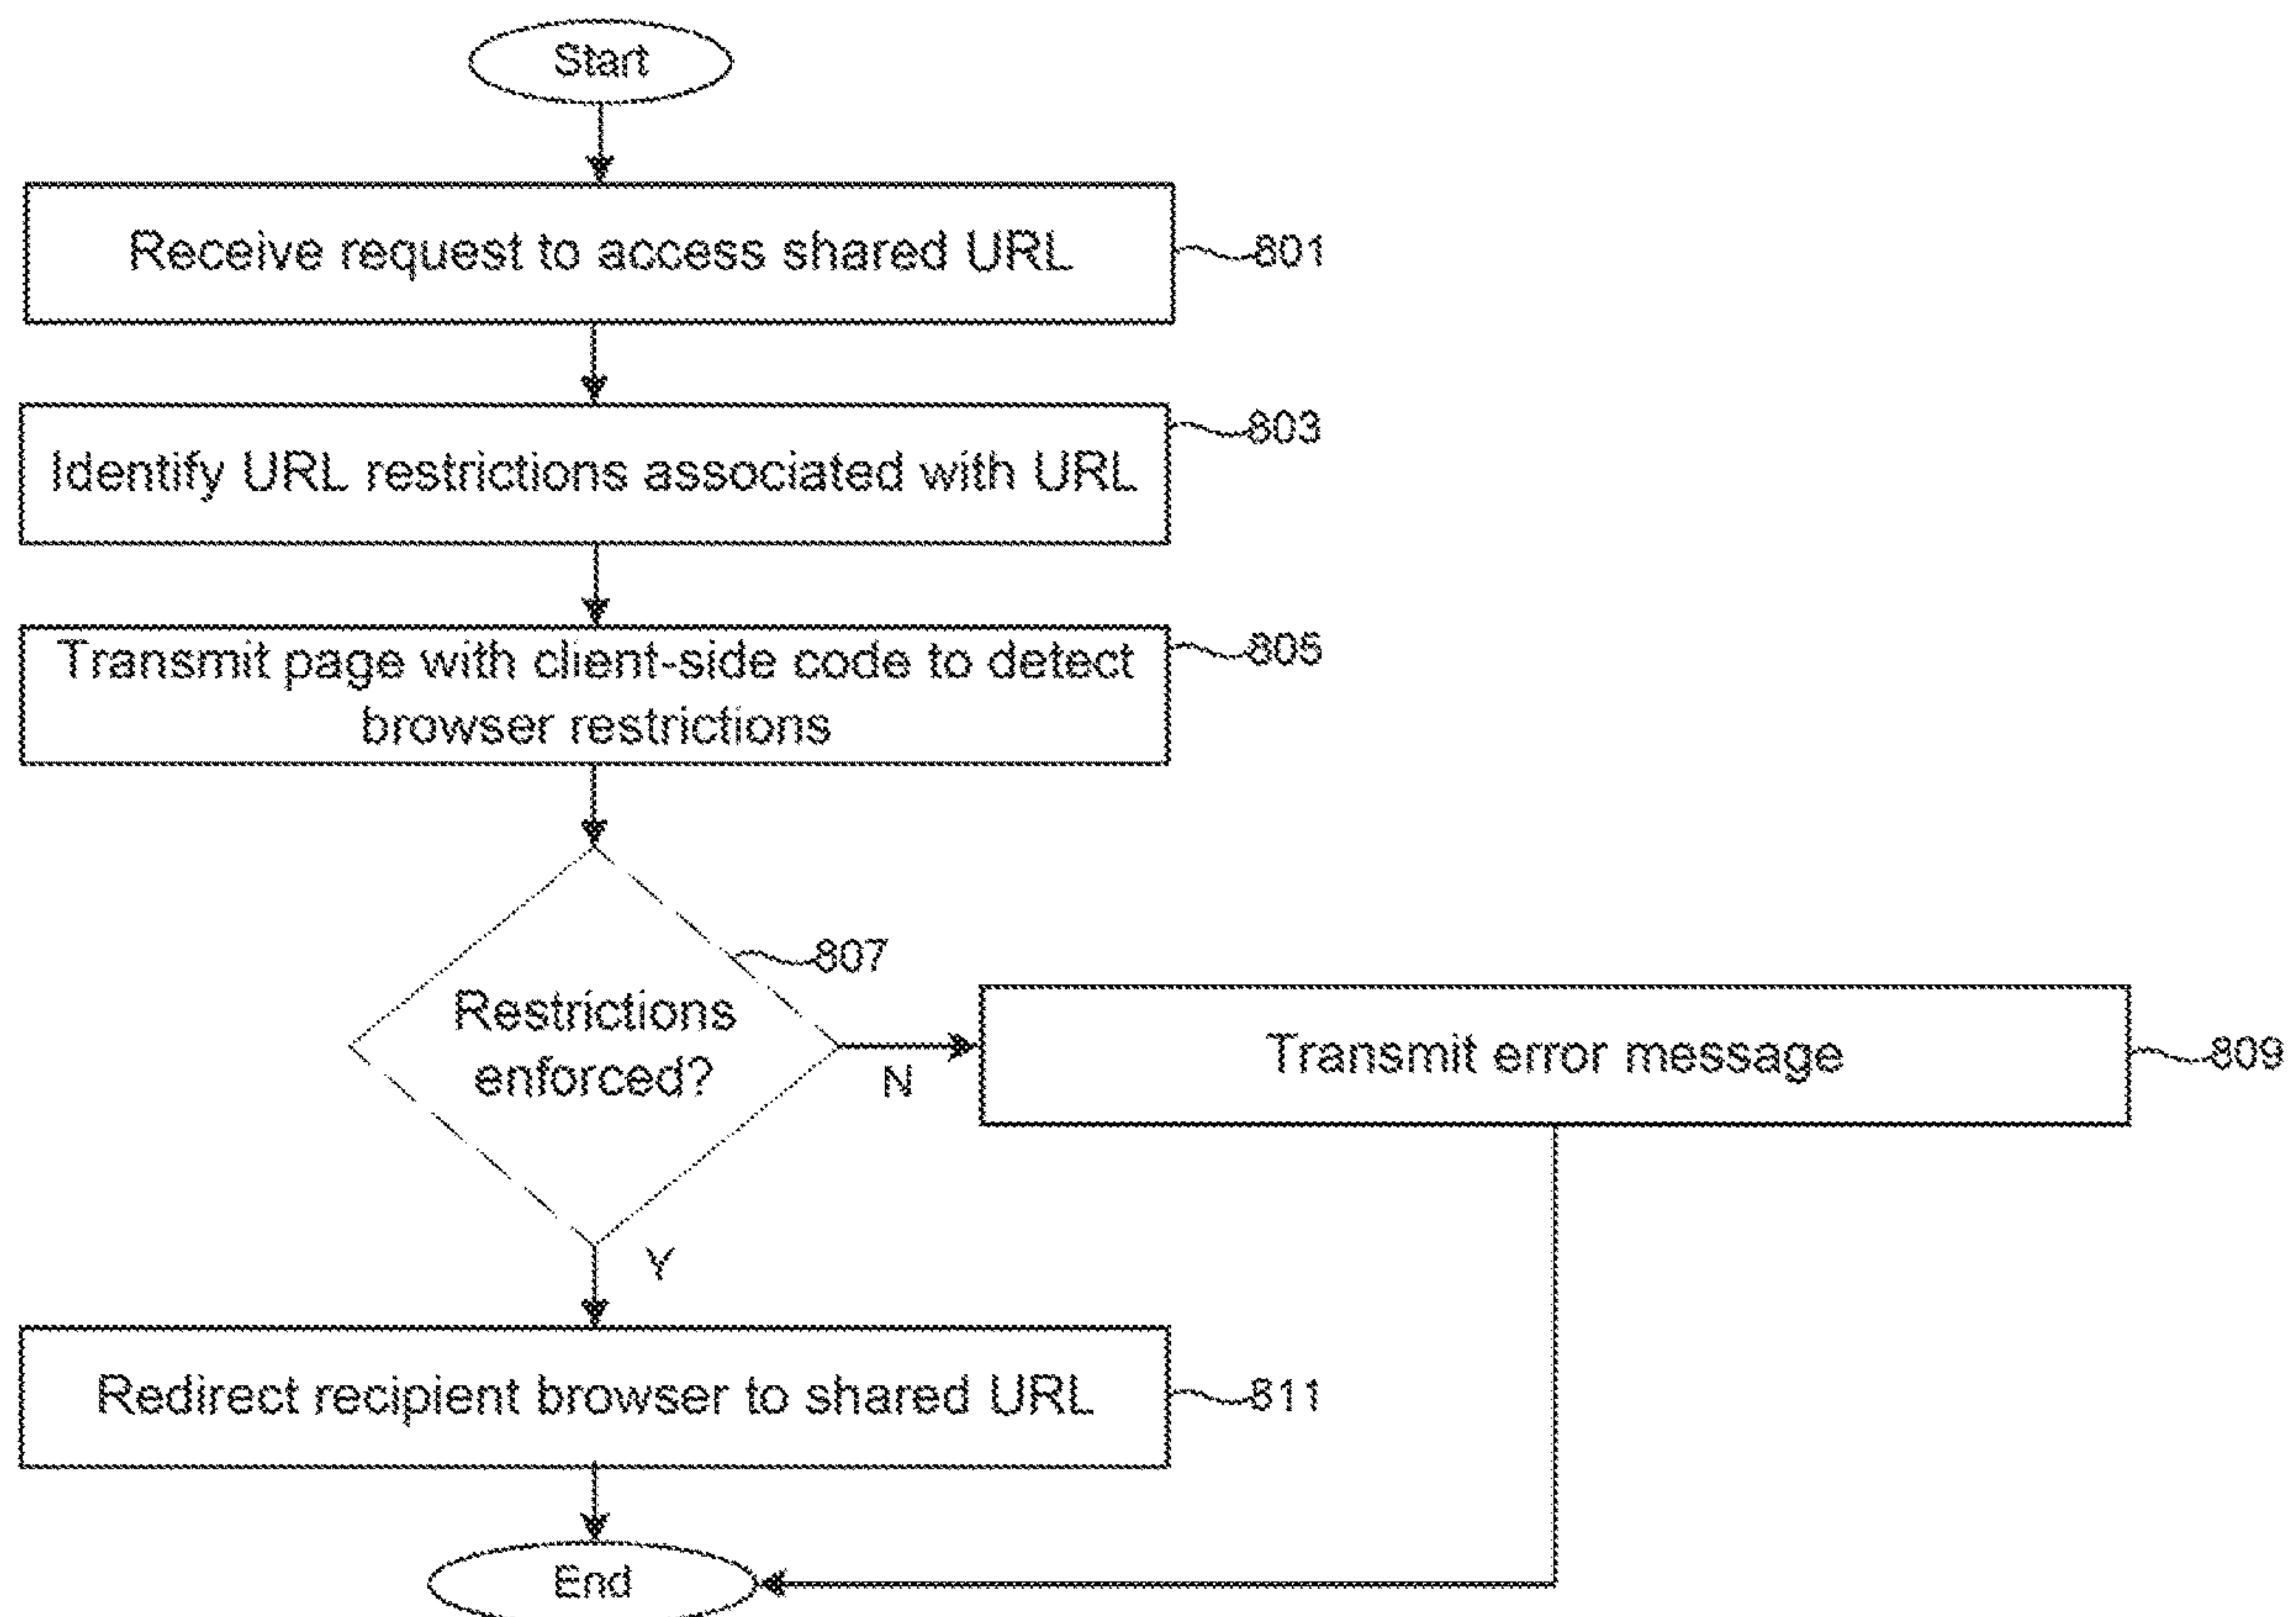 Start
Receive request to access shared URL
801
803
Identify URL restrictions associated with URL
Transmit page with client-side code to detect
805
browser restrictions
807
Restrictions
enforced?
N
Transmit error message
809
Y
Redirect recipient browser to shared URL
811
End